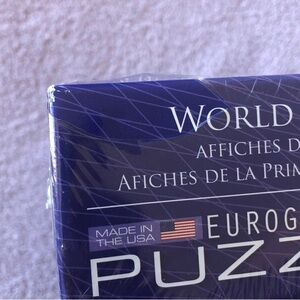 WORLD
AFFICHES D
AFICHES DE LA PRIM
MADE IN
THE USA
EUROG
PUZZ